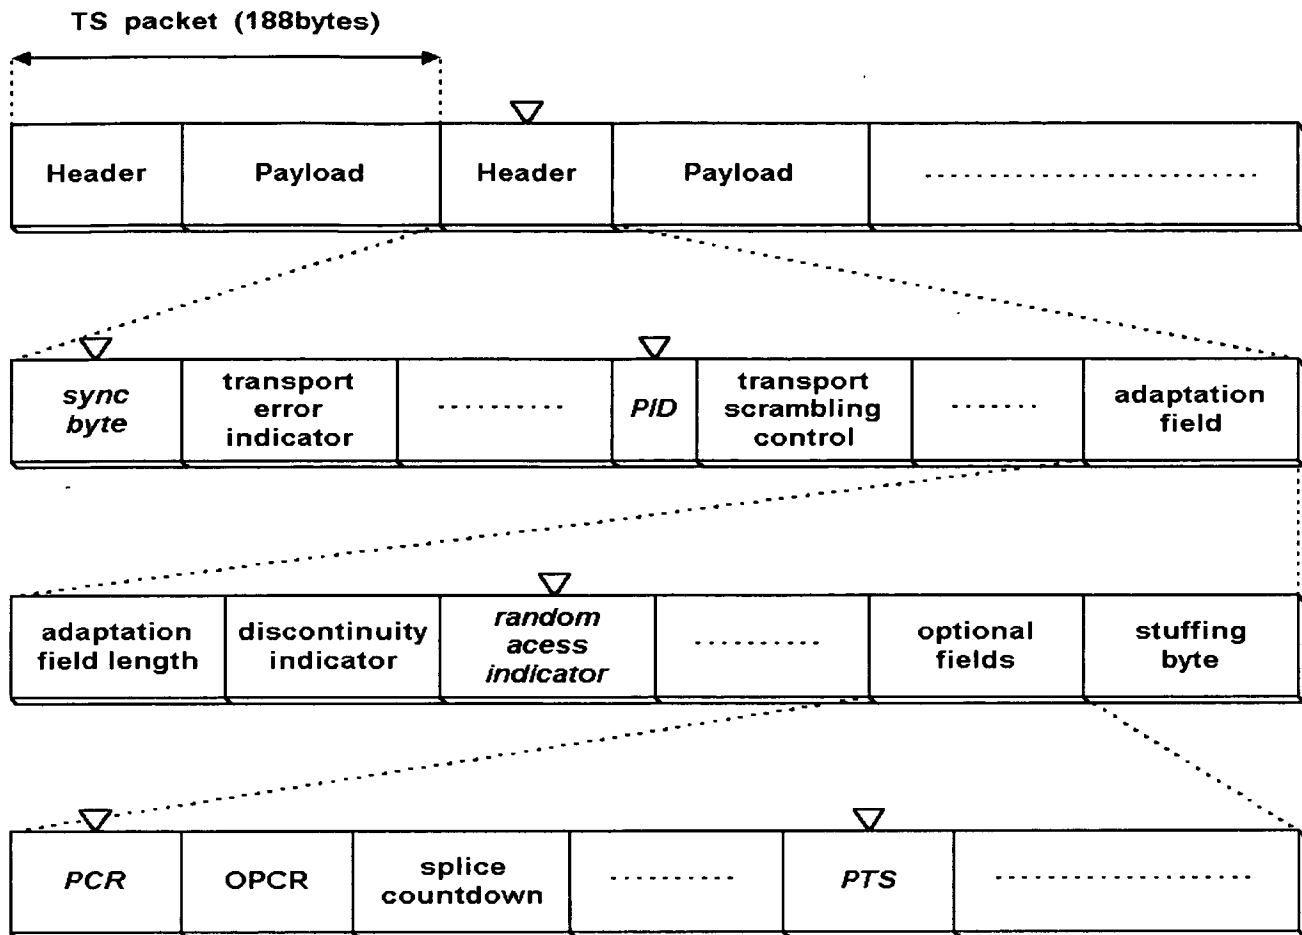 TS packet (188bytes)
Header
Payload
Header
Payload
sync
byte
transport
error
indicator
PID
transport
scrambling
control
adaptation
field
adaptation
field length
discontinuity
indicator
random
acess
indicator
optional
fields
stuffing
byte
PCR
OPCR
splice
countdown
PTS